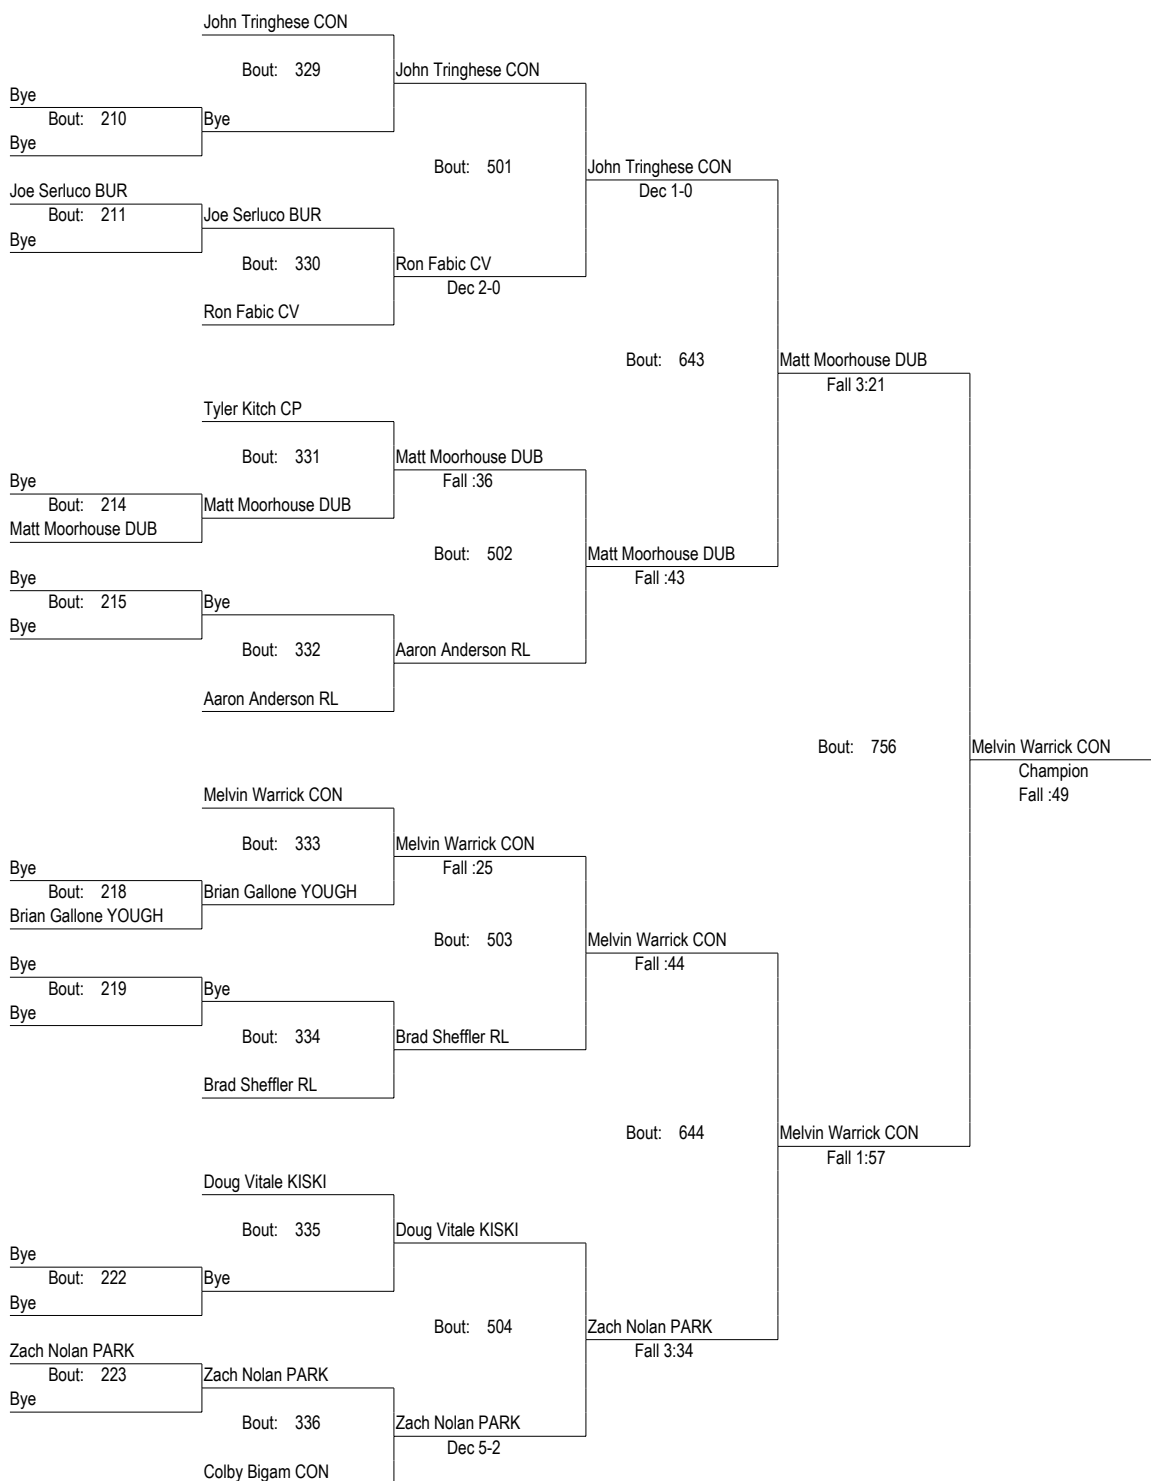 John Tringhese CON
Bout: 329
John Tringhese CON
Bye
Bout: 210
Bye
Bye
Bout: 501
John Tringhese CON
Dec 1-0
Joe Serluco BUR
Bout: 211
Joe Serluco BUR
Bye
Bout: 330
Ron Fabic CV
Dec 2-0
Ron Fabic CV
Bout: 643
Matt Moorhouse DUB
Fall 3:21
Tyler Kitch CP
Bout: 331
Matt Moorhouse DUB
Fall :36
Bye
Bout: 214
Matt Moorhouse DUB
Matt Moorhouse DUB
Bout: 502
Matt Moorhouse DUB
Fall :43
Bye
Bout: 215
Bye
Bye
Bout: 332
Aaron Anderson RL
Aaron Anderson RL
Bout: 756
Melvin Warrick CON
Champion
Fall :49
Melvin Warrick CON
Bout: 333
Melvin Warrick CON
Fall :25
Bye
Bout: 218
Brian Gallone YOUGH
Brian Gallone YOUGH
Bout: 503
Melvin Warrick CON
Fall :44
Bye
Bout: 219
Bye
Bye
Bout: 334
Brad Sheffler RL
Brad Sheffler RL
Bout: 644
Melvin Warrick CON
Fall 1:57
Doug Vitale KISKI
Bout: 335
Doug Vitale KISKI
Bye
Bout: 222
Bye
Bye
Bout: 504
Zach Nolan PARK
Fall 3:34
Zach Nolan PARK
Bout: 223
Zach Nolan PARK
Bye
Bout: 336
Zach Nolan PARK
Dec 5-2
Colby Bigam CON